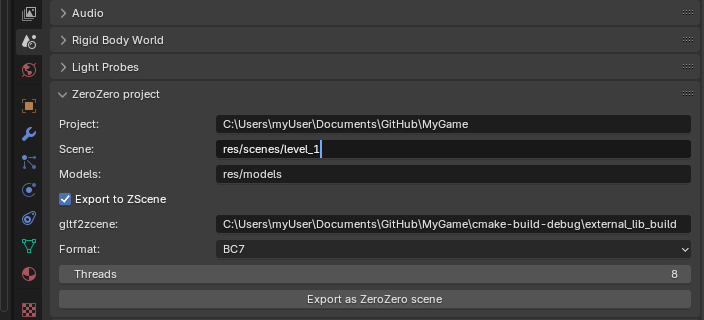 Audio
Rigid Body World
Light Probes
ZeroZero project
Project: C:\Users\myUser\Documents\GitHub\MyGame
Scene: res/scenes/level_1
Models: res/models
Export to ZScene
gltf2zcene: C:\Users\myUser\Documents\GitHub\MyGame\cmake-build-debug\external_lib_build
Format: BC7
Threads 8
Export as ZeroZero scene